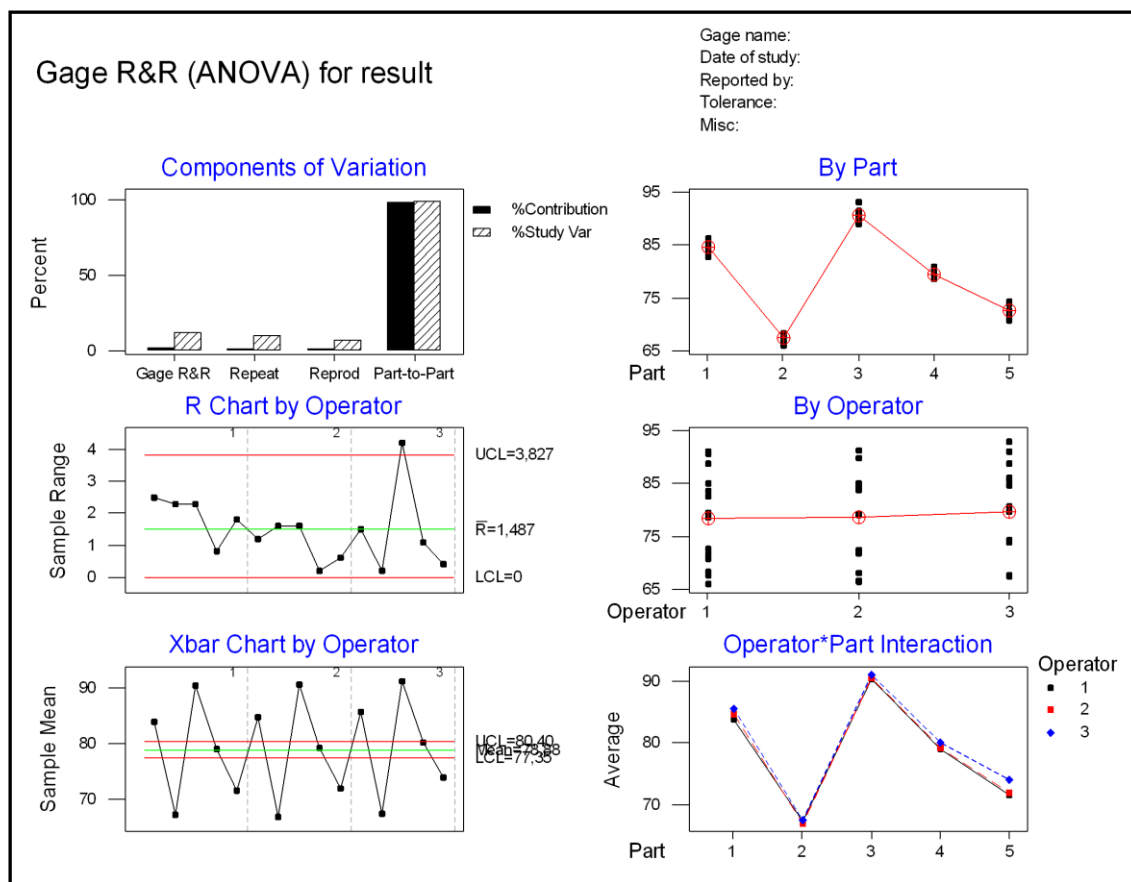 Gage R&R (ANOVA) for result
Gage name:
Date of study:
Reported by:
Tolerance:
Misc:
Components of Variation
100
50
0
Percent
Gage R&R Repeat Reprod Part-to-Part
%Contribution
%Study Var
By Part
95
85
75
65
Part 1 2 3 4 5
R Chart by Operator
1 2 3
4
3
2
1
0
Sample Range
UCL=3,827
R=1,487
LCL=0
By Operator
95
85
75
65
Operator 1 2 3
Xbar Chart by Operator
1 2 3
90
80
70
Sample Mean
UCL=80,40
Mean=78,88
LCL=77,35
Operator*Part Interaction
90
80
70
Average
Part 1 2 3 4 5
Operator
1
2
3